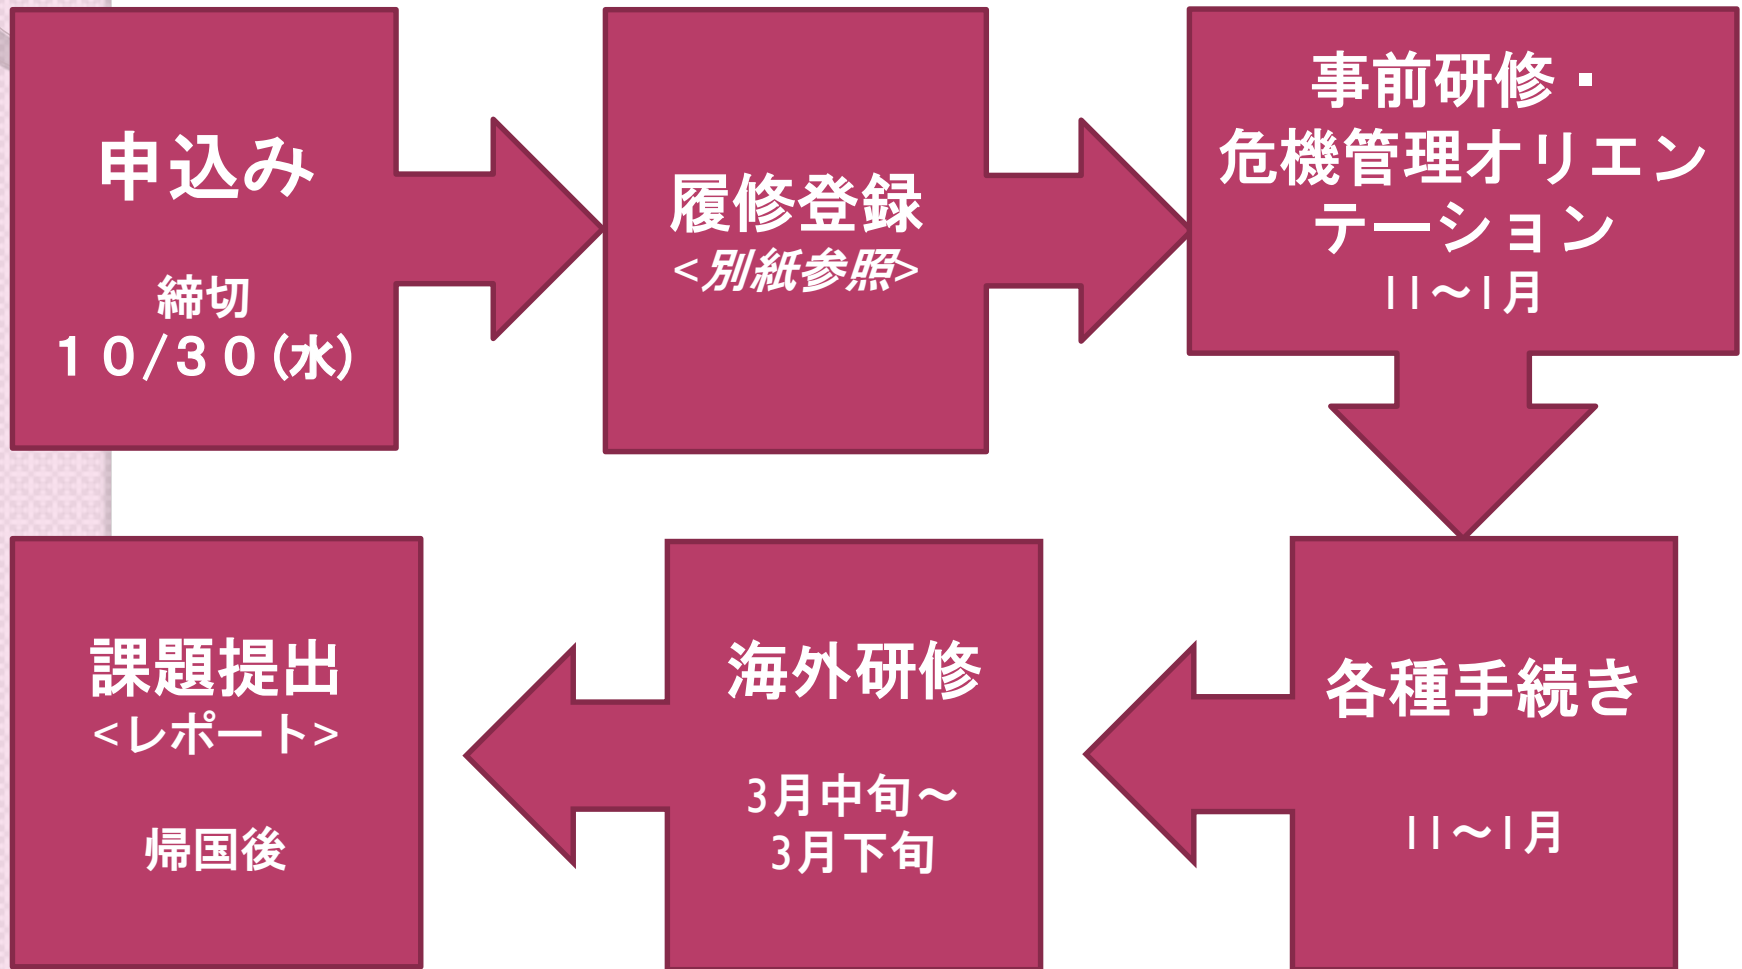 申込み
締切
１０/３０(水)
履修登録
<別紙参照>
事前研修・
危機管理オリエン
テーション
11～1月
各種手続き
11～1月
海外研修
3月中旬～
3月下旬
課題提出
<レポート>
帰国後